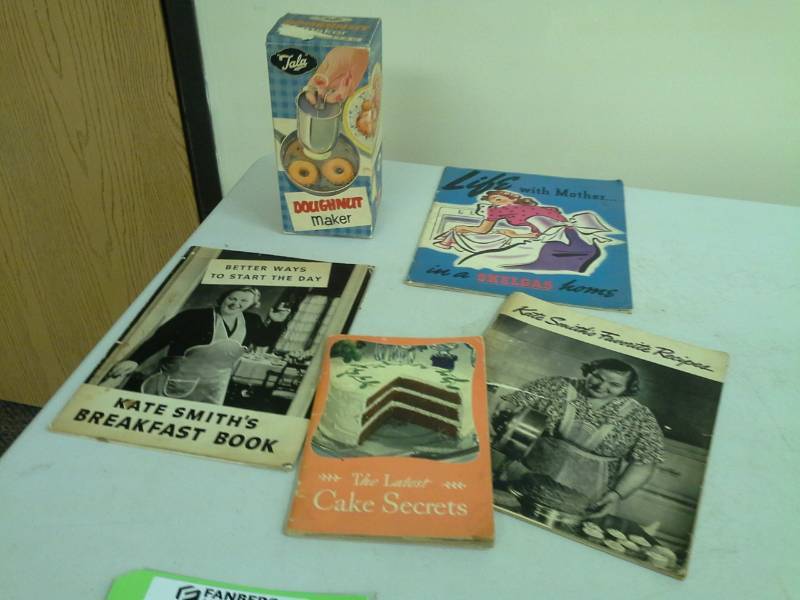 Tala
DOUGHNUT
maker
Life with Mother...
in a SKELGAS home
BETTER WAYS
TO START THE DAY
KATE SMITH'S
BREAKFAST BOOK
Kate Smith's Favorite Recipes
The Latest
Cake Secrets